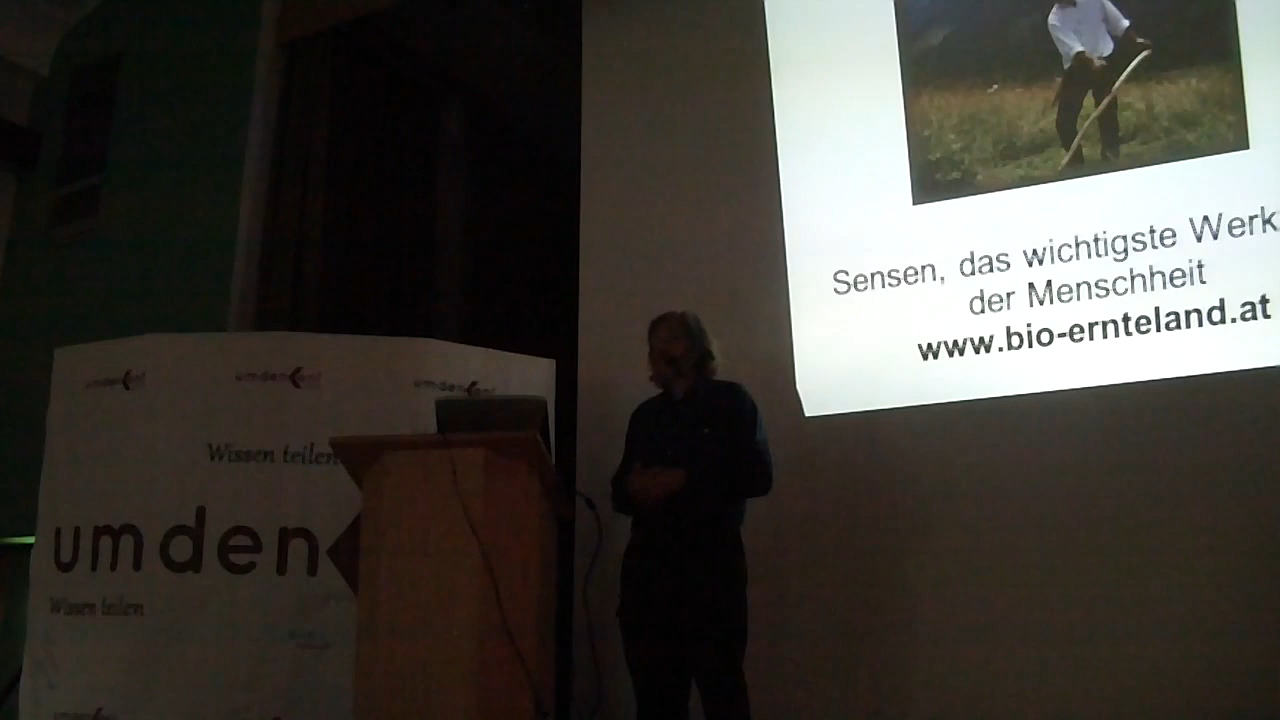 Sensen, das wichtigste Werk
der Menschheit
www.bio-ernteland.at
Wissen teilen
umden
Wissen teilen